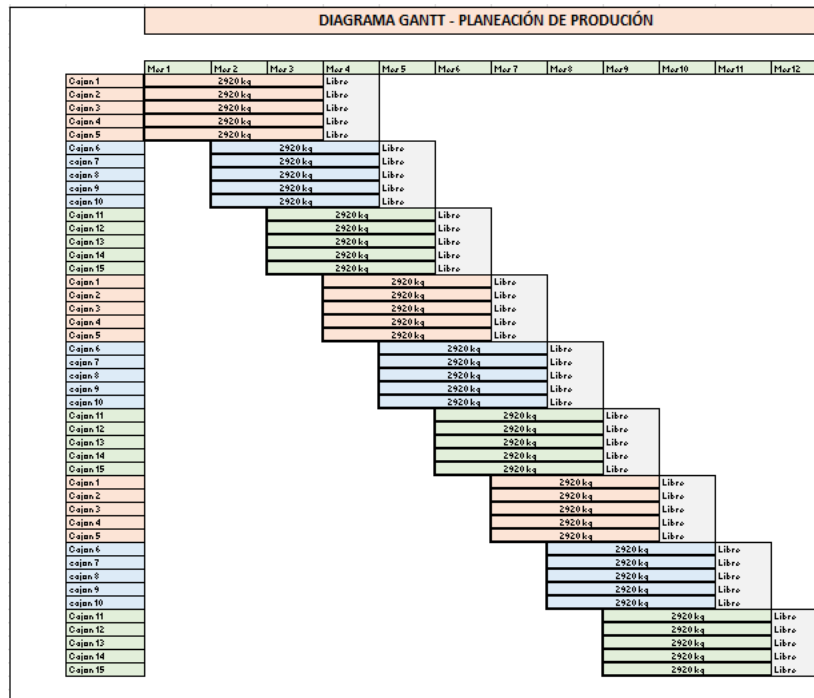 DIAGRAMA GANTT - PLANEACIÓN DE PRODUCIÓN
Mes 1 Mes 2 Mes 3 Mes 4 Mes 5 Mes6 Mes 7 Mes8 Mes9 Mes10 Mes11 Mes12
Cajon 1 2920 kg Libre
Cajon 2 2920 kg Libre
Cajon 3 2920 kg Libre
Cajon 4 2920 kg Libre
Cajon 5 2920 kg Libre
Cajon 6 2920 kg Libre
cajon 7 2920 kg Libre
cajon 8 2920 kg Libre
cajon 9 2920 kg Libre
cajon 10 2920 kg Libre
Cajon 11 2920 kg Libre
Cajon 12 2920 kg Libre
Cajon 13 2920 kg Libre
Cajon 14 2920 kg Libre
Cajon 15 2920 kg Libre
Cajon 1 2920 kg Libre
Cajon 2 2920 kg Libre
Cajon 3 2920 kg Libre
Cajon 4 2920 kg Libre
Cajon 5 2920 kg Libre
Cajon 6 2920 kg Libre
cajon 7 2920 kg Libre
cajon 8 2920 kg Libre
cajon 9 2920 kg Libre
cajon 10 2920 kg Libre
Cajon 11 2920 kg Libre
Cajon 12 2920 kg Libre
Cajon 13 2920 kg Libre
Cajon 14 2920 kg Libre
Cajon 15 2920 kg Libre
Cajon 1 2920 kg Libre
Cajon 2 2920 kg Libre
Cajon 3 2920 kg Libre
Cajon 4 2920 kg Libre
Cajon 5 2920 kg Libre
Cajon 6 2920 kg Libre
cajon 7 2920 kg Libre
cajon 8 2920 kg Libre
cajon 9 2920 kg Libre
cajon 10 2920 kg Libre
Cajon 11 2920 kg Libre
Cajon 12 2920 kg Libre
Cajon 13 2920 kg Libre
Cajon 14 2920 kg Libre
Cajon 15 2920 kg Libre